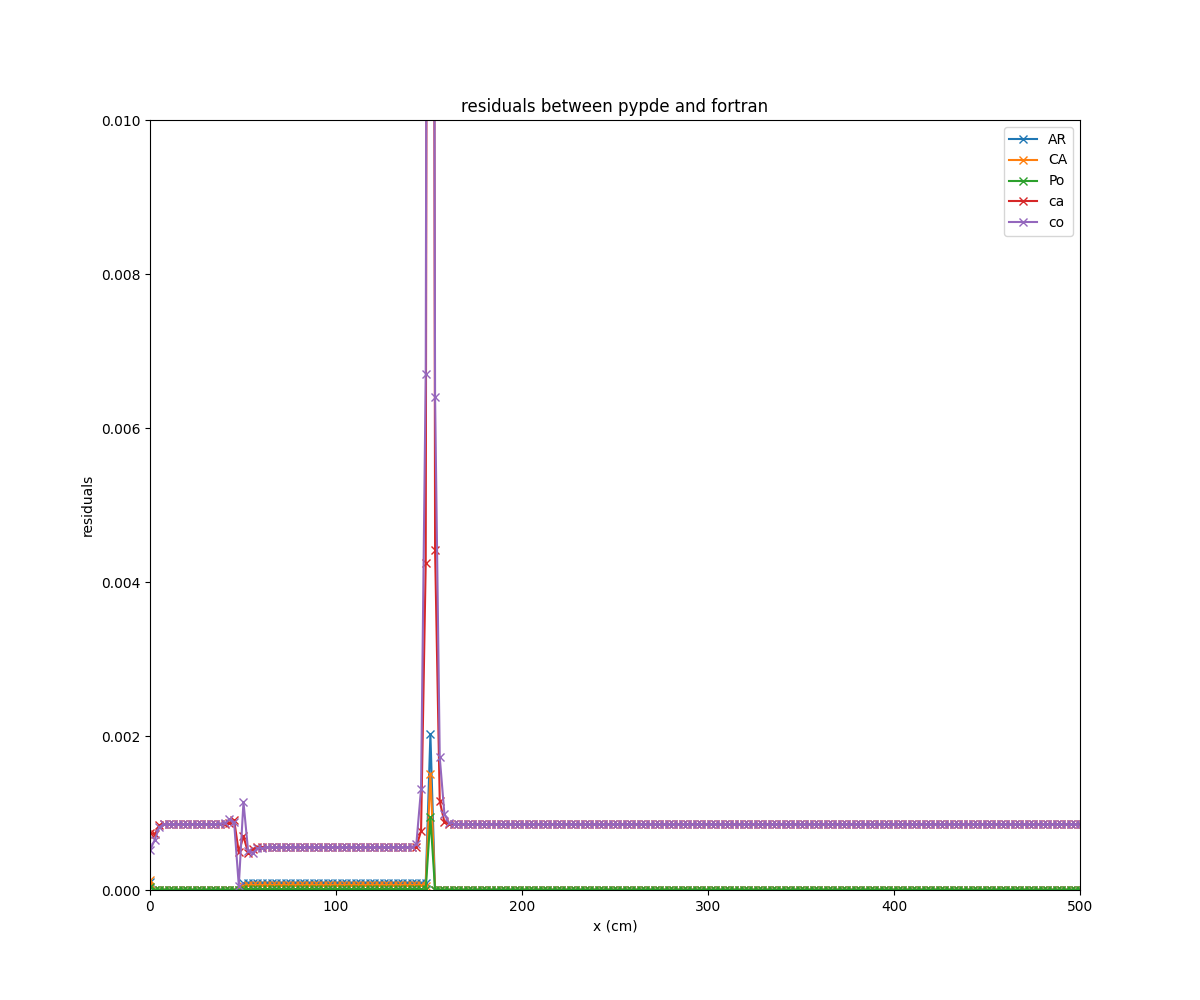 residuals between pypde and fortran
0.010
0.008
0.006
0.004
0.002
0.000
residuals
0 100 200 300 400 500
x (cm)
AR
CA
Po
ca
co